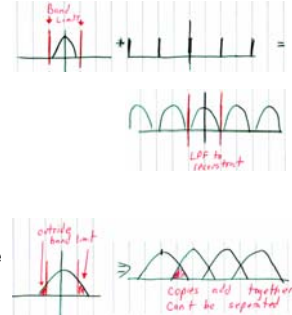 Band
Limits
+
=
LPF to
reconstruct
outside
band limit
⇒
copies add together
Can't be separated